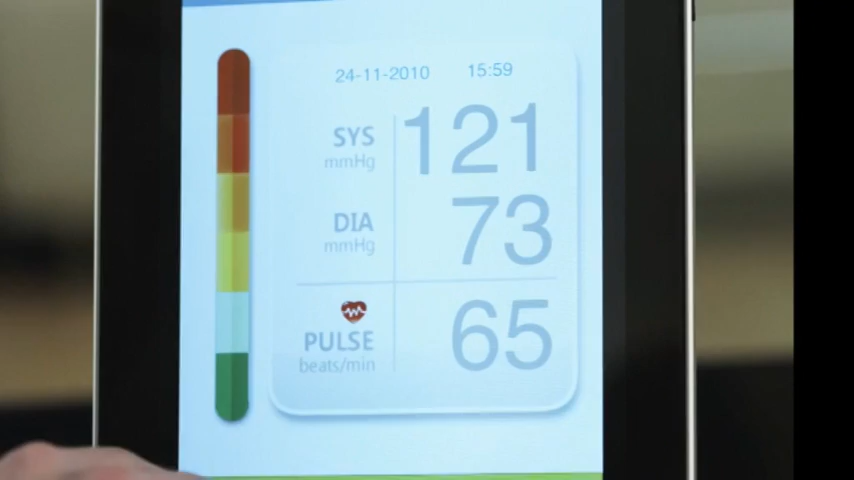 24-11-2010 15:59
SYS 121
mmHg
DIA 73
mmHg
PULSE 65
beats/min